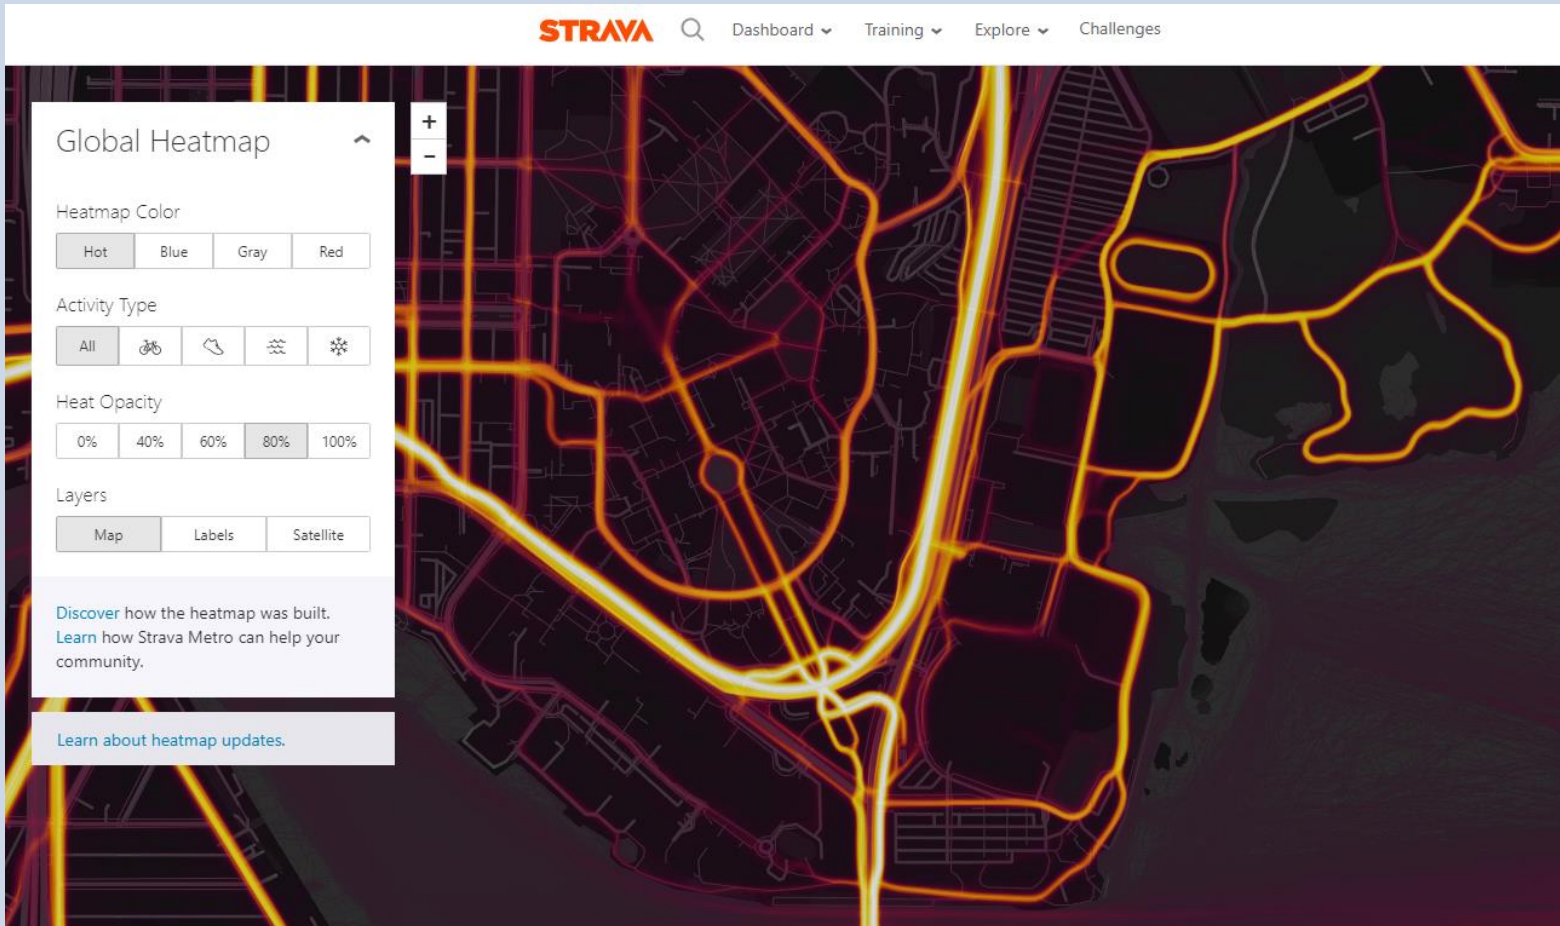 STRAVA Dashboard Training Explore Challenges
Global Heatmap
+
-
Heatmap Color
Hot Blue Gray Red
Activity Type
All
Heat Opacity
0% 40% 60% 80% 100%
Layers
Map Labels Satellite
Discover how the heatmap was built.
Learn how Strava Metro can help your
community.
Learn about heatmap updates.